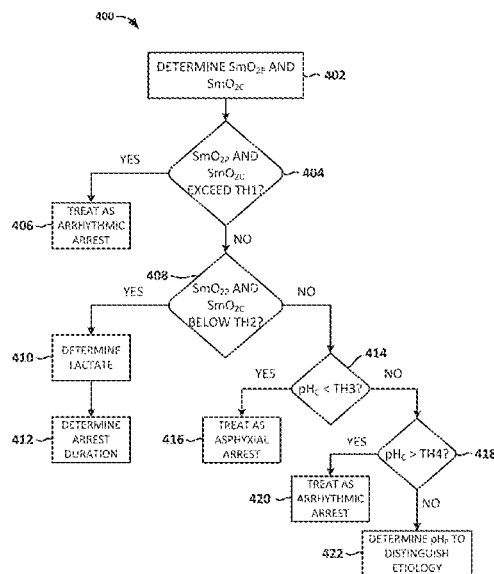 400
DETERMINE SmO₂P AND
SmO₂C
402
YES
SmO₂P AND
SmO₂C
EXCEED TH1?
404
406
TREAT AS
ARRHYTHMIC
ARREST
NO
408
YES
SmO₂P AND
SmO₂C
BELOW TH2?
NO
410
DETERMINE
LACTATE
414
YES
pHC < TH3?
NO
412
DETERMINE
ARREST
DURATION
416
TREAT AS
ASPHYXIAL
ARREST
YES
pHC > TH4?
418
420
TREAT AS
ARRHYTHMIC
ARREST
NO
422
DETERMINE pHP TO
DISTINGUISH
ETIOLOGY